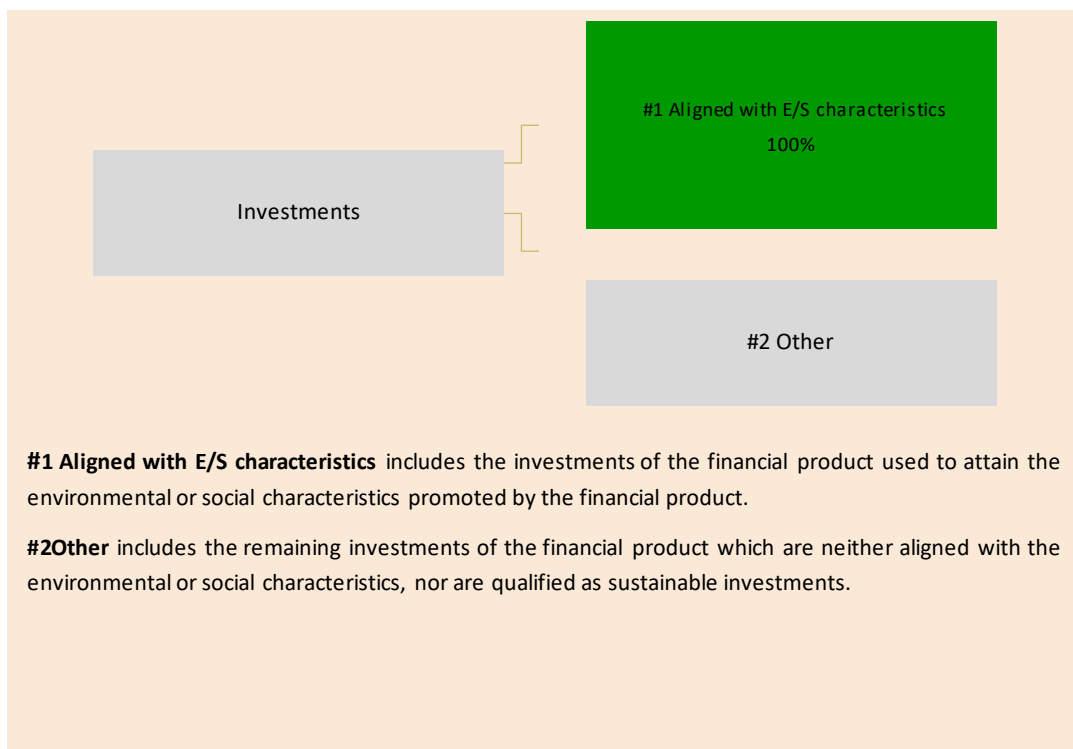 #1 Aligned with E/S characteristics
100%
Investments
#2 Other
#1 Aligned with E/S characteristics includes the investments of the financial product used to attain the
environmental or social characteristics promoted by the financial product.
#2Other includes the remaining investments of the financial product which are neither aligned with the
environmental or social characteristics, nor are qualified as sustainable investments.